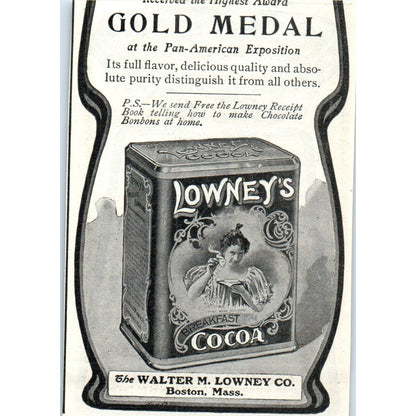 Received the Highest Award
GOLD MEDAL
at the Pan-American Exposition
Its full flavor, delicious quality and abso-
lute purity distinguish it from all others.
P.S.—We send Free the Lowney Receipt
Book telling how to make Chocolate
Bonbons at home.
LOWNEY'S
BREAKFAST
COCOA
The WALTER M. LOWNEY CO.
Boston, Mass.